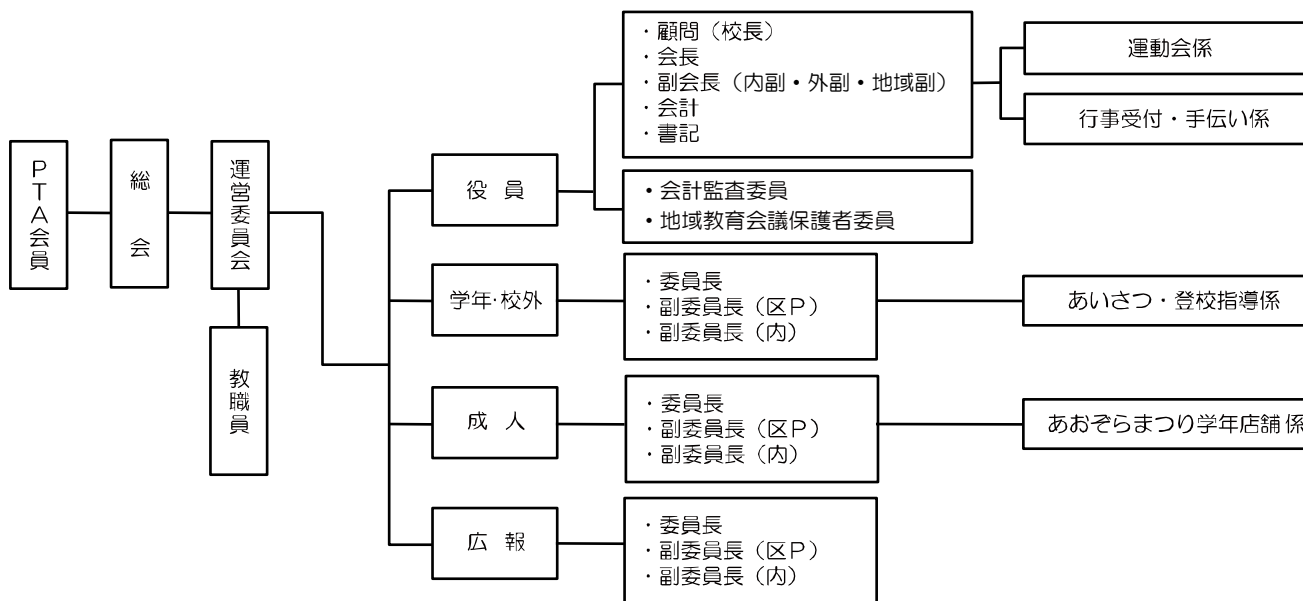 PTA会員
総会
運営委員会
教職員
役員
・顧問（校長）
・会長
・副会長（内副・外副・地域副）
・会計
・書記
運動会係
行事受付・手伝い係
・会計監査委員
・地域教育会議保護者委員
学年・校外
・委員長
・副委員長（区P）
・副委員長（内）
あいさつ・登校指導係
成人
・委員長
・副委員長（区P）
・副委員長（内）
あおぞらまつり学年店舗係
広報
・委員長
・副委員長（区P）
・副委員長（内）